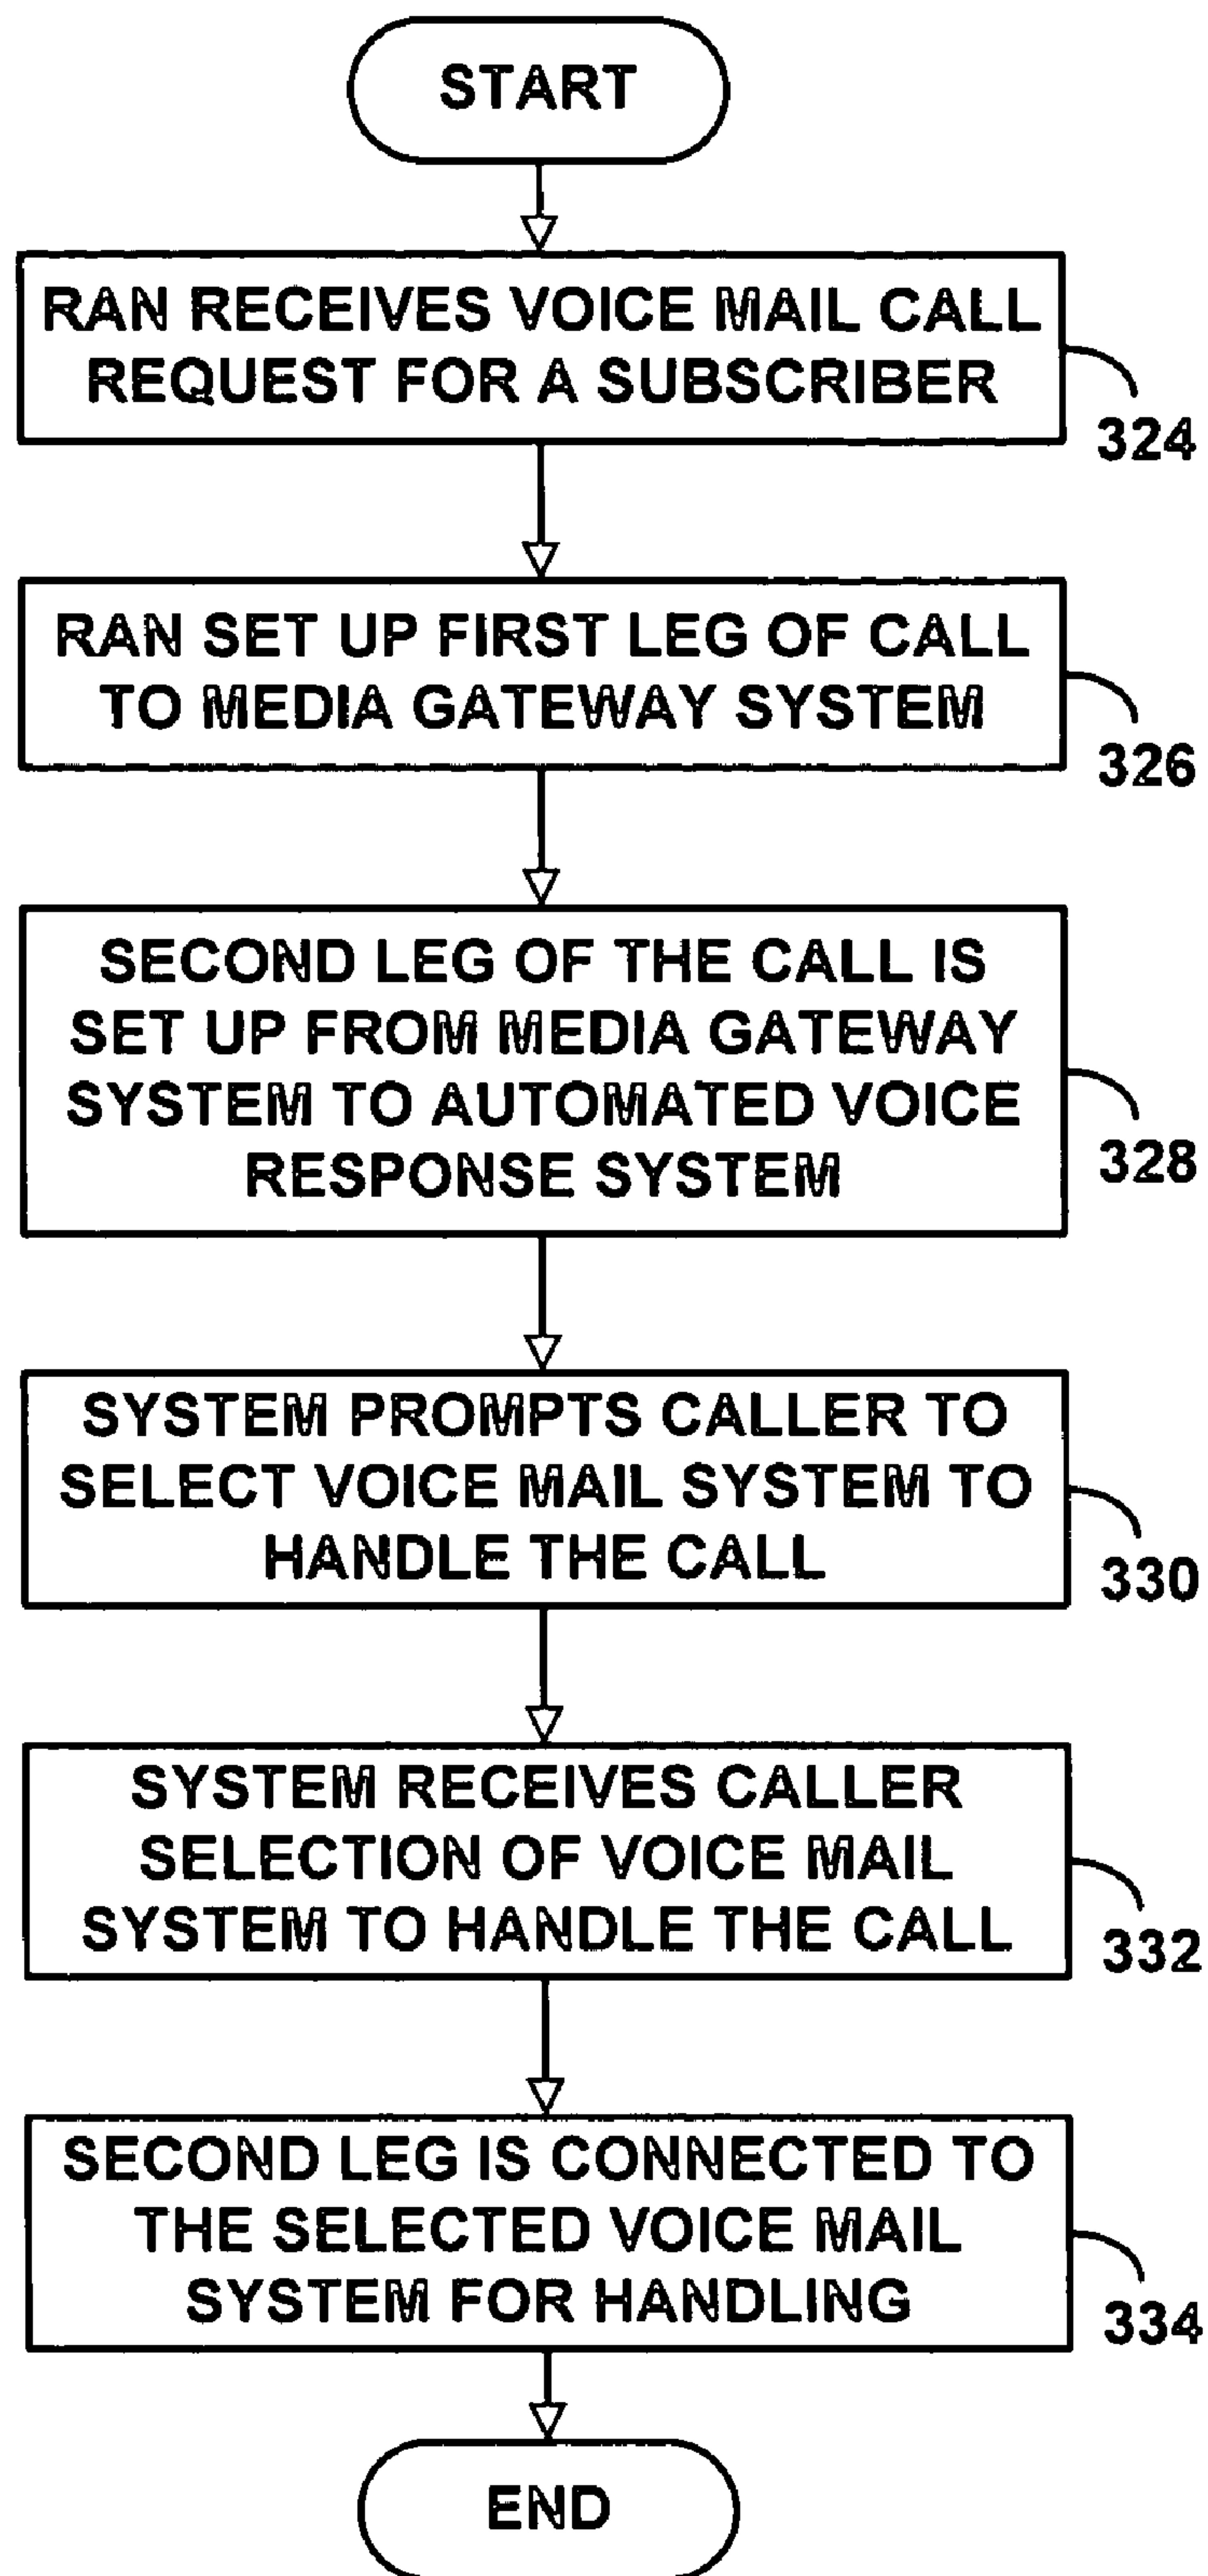 START
RAN RECEIVES VOICE MAIL CALL
REQUEST FOR A SUBSCRIBER
324
RAN SET UP FIRST LEG OF CALL
TO MEDIA GATEWAY SYSTEM
326
SECOND LEG OF THE CALL IS
SET UP FROM MEDIA GATEWAY
SYSTEM TO AUTOMATED VOICE
RESPONSE SYSTEM
328
SYSTEM PROMPTS CALLER TO
SELECT VOICE MAIL SYSTEM TO
HANDLE THE CALL
330
SYSTEM RECEIVES CALLER
SELECTION OF VOICE MAIL
SYSTEM TO HANDLE THE CALL
332
SECOND LEG IS CONNECTED TO
THE SELECTED VOICE MAIL
SYSTEM FOR HANDLING
334
END